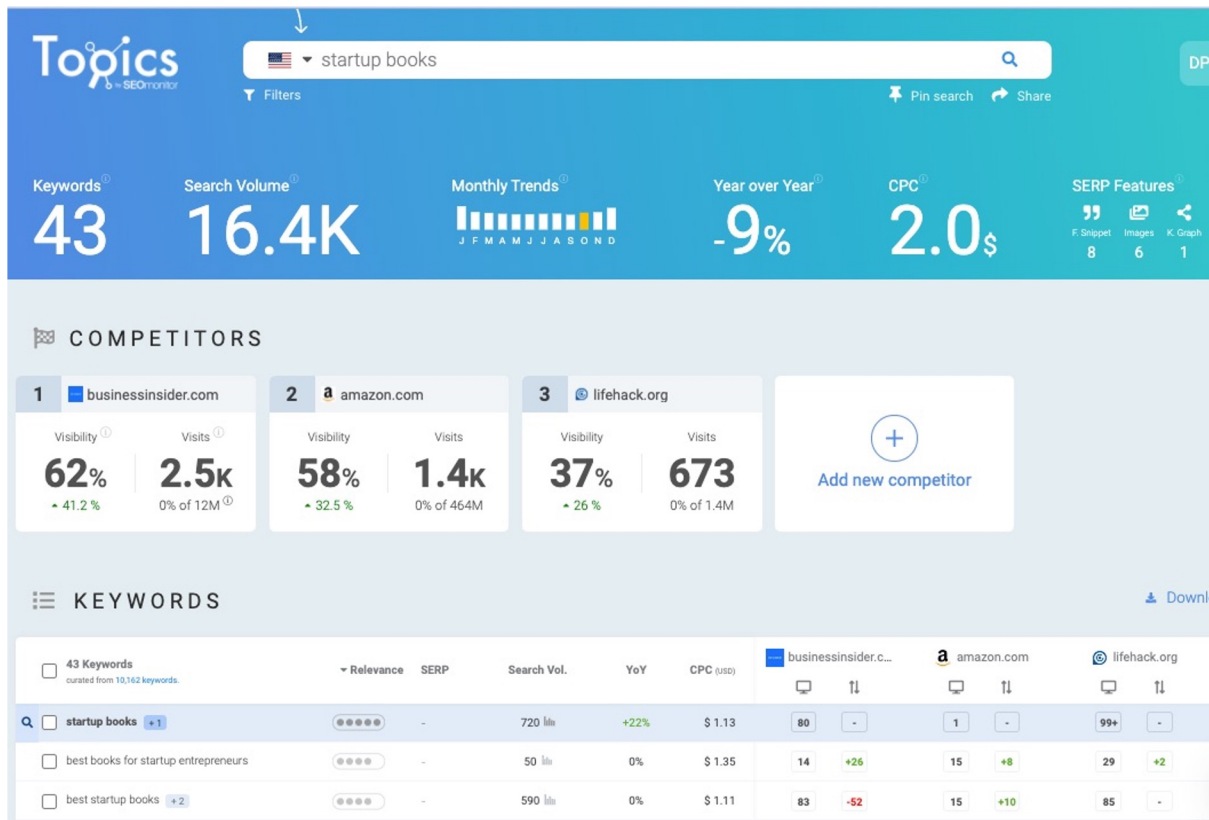 Topics
by SEOmonitor
startup books
DP
Filters
Pin search
Share
Keywords
Search Volume
Monthly Trends
Year over Year
CPC
SERP Features
43
16.4K
J F M A M J J A S O N D
-9%
2.0$
F. Snippet
Images
K. Graph
8
6
1
COMPETITORS
1
businessinsider.com
Visibility
Visits
62%
2.5K
41.2 %
0% of 12M
2
amazon.com
Visibility
Visits
58%
1.4K
32.5 %
0% of 464M
3
lifehack.org
Visibility
Visits
37%
673
26 %
0% of 1.4M
Add new competitor
KEYWORDS
Downl
43 Keywords
curated from 10,162 keywords.
Relevance
SERP
Search Vol.
YoY
CPC (USD)
businessinsider.c...
amazon.com
lifehack.org
startup books +1 - 720 +22% $ 1.13 80 - 1 - 99+ -
best books for startup entrepreneurs - 50 0% $ 1.35 14 +26 15 +8 29 +2
best startup books +2 - 590 0% $ 1.11 83 -52 15 +10 85 -